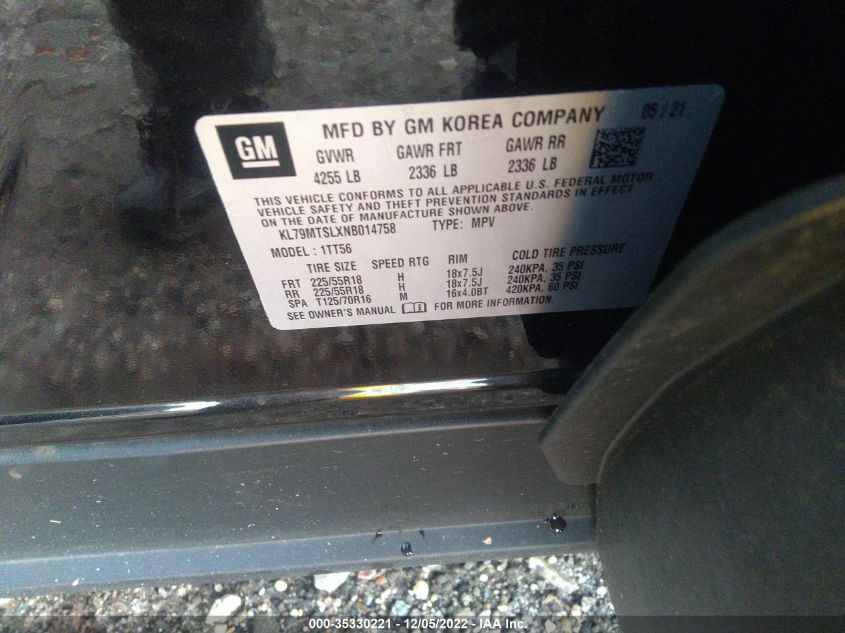 GM
MFD BY GM KOREA COMPANY 05/21
GVWR GAWR FRT GAWR RR
4255 LB 2336 LB 2336 LB
THIS VEHICLE CONFORMS TO ALL APPLICABLE U.S. FEDERAL MOTOR
VEHICLE SAFETY AND THEFT PREVENTION STANDARDS IN EFFECT
ON THE DATE OF MANUFACTURE SHOWN ABOVE.
KL79MTSLXNB014758 TYPE: MPV
MODEL: 1TT56
TIRE SIZE SPEED RTG RIM COLD TIRE PRESSURE
FRT 225/55R18 H 18x7.5J 240KPA, 35 PSI
RR 225/55R18 H 18x7.5J 240KPA, 35 PSI
SPA T125/70R16 M 16x4.0BT 420KPA, 60 PSI
SEE OWNER'S MANUAL FOR MORE INFORMATION.
000-35330221 - 12/05/2022 - IAA Inc.